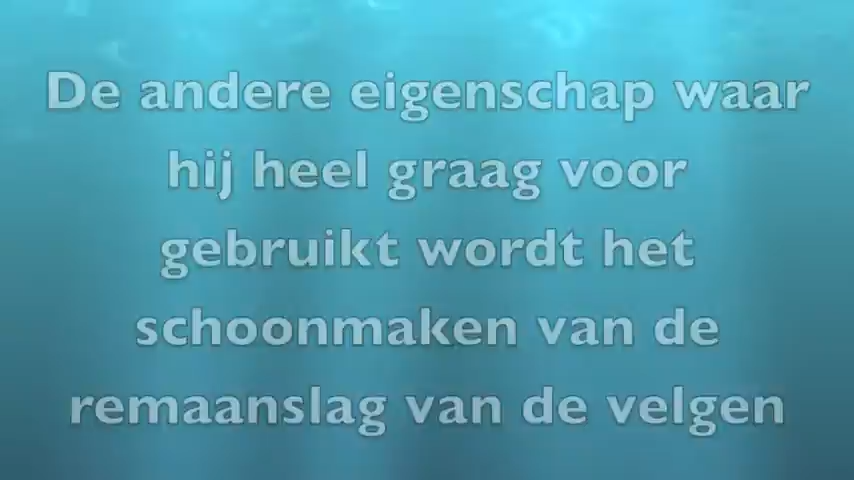 De andere eigenschap waar
hij heel graag voor
gebruikt wordt het
schoonmaken van de
remaanslag van de velgen